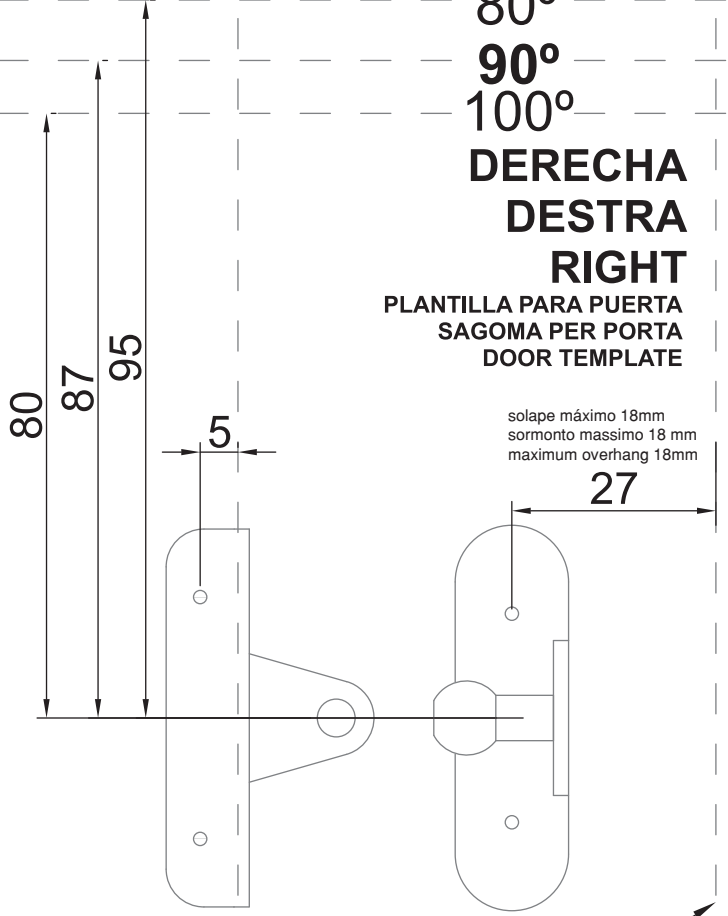 80º
90º
100º
DERECHA
DESTRA
RIGHT
PLANTILLA PARA PUERTA
SAGOMA PER PORTA
DOOR TEMPLATE
95
87
80
solape máximo 18mm
sormonto massimo 18 mm
maximum overhang 18mm
5
27